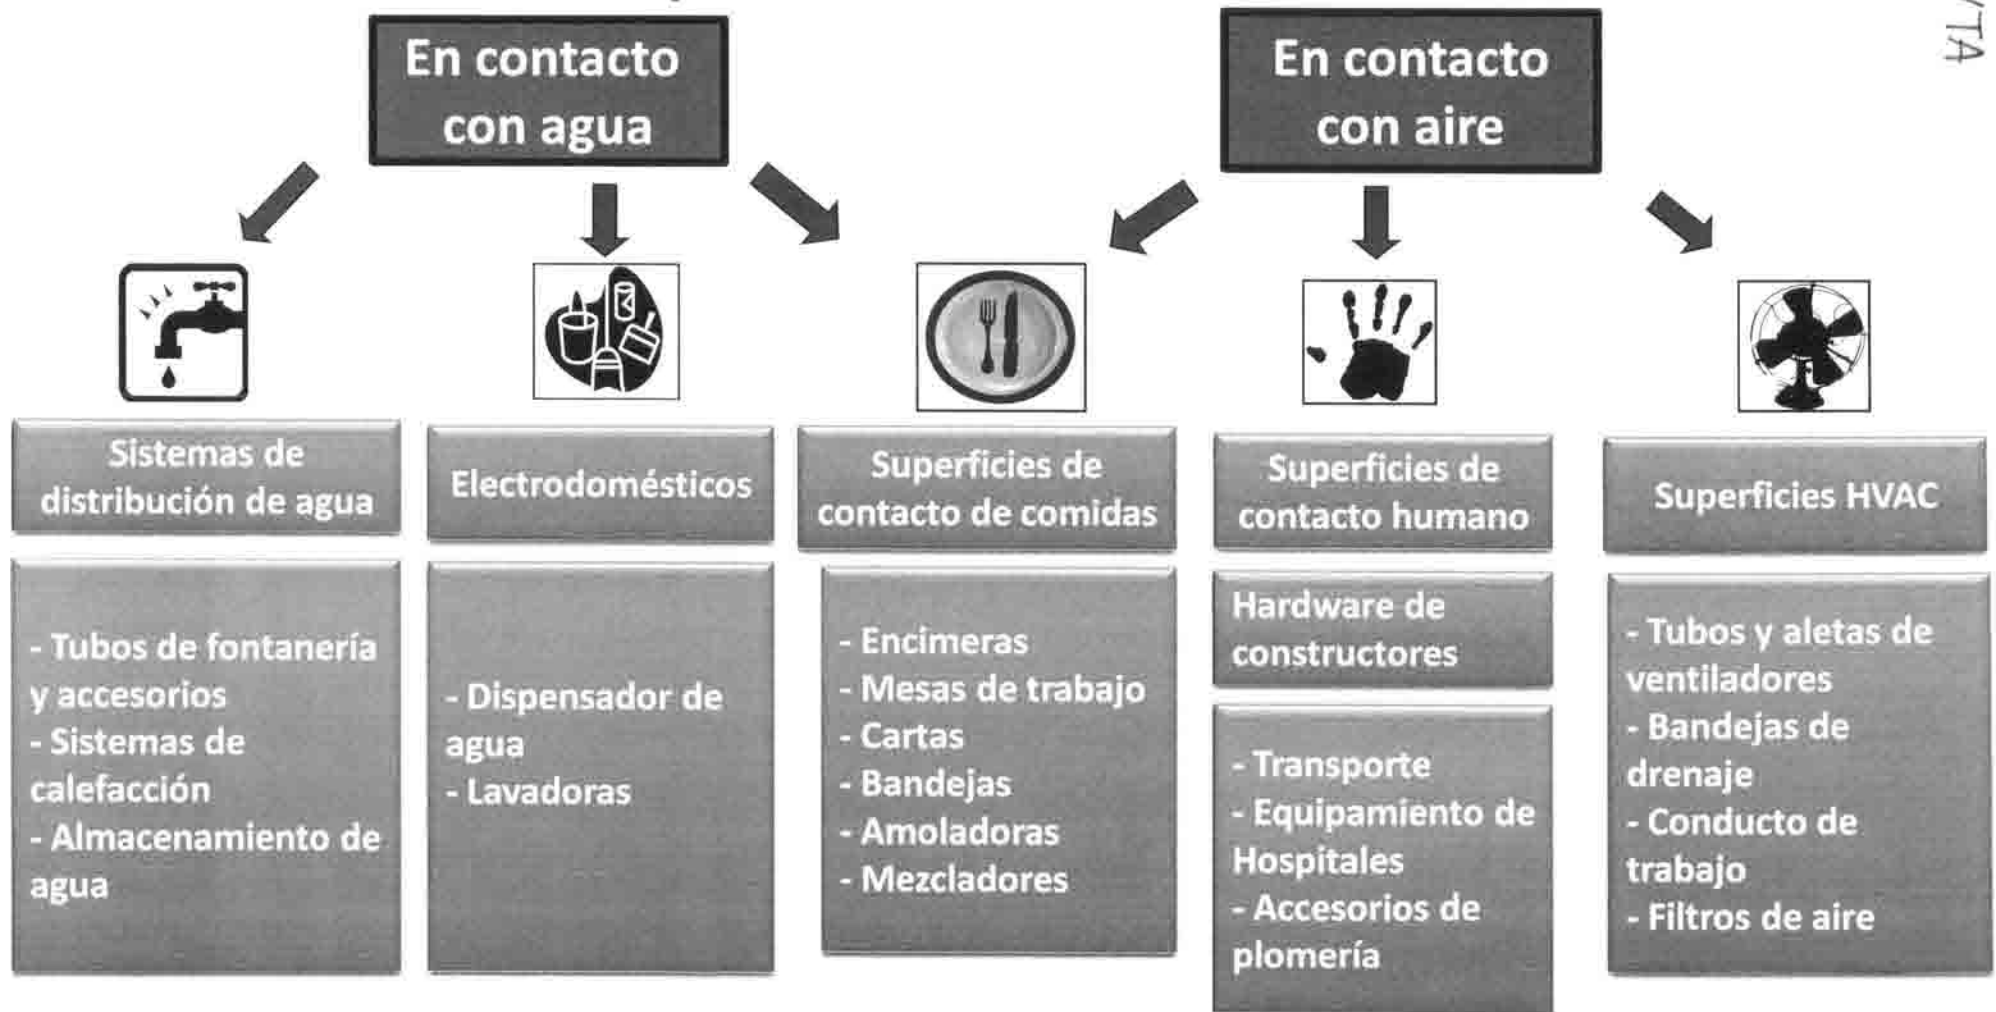 En contacto
con agua
En contacto
con aire
YTA
Sistemas de
distribución de agua
- Tubos de fontanería
y accesorios
- Sistemas de
calefacción
- Almacenamiento de
agua
Electrodomésticos
- Dispensador de
agua
- Lavadoras
Superficies de
contacto de comidas
- Encimeras
- Mesas de trabajo
- Cartas
- Bandejas
- Amoladoras
- Mezcladores
Superficies de
contacto humano
Hardware de
constructores
- Transporte
- Equipamiento de
Hospitales
- Accesorios de
plomería
Superficies HVAC
- Tubos y aletas de
ventiladores
- Bandejas de
drenaje
- Conducto de
trabajo
- Filtros de aire